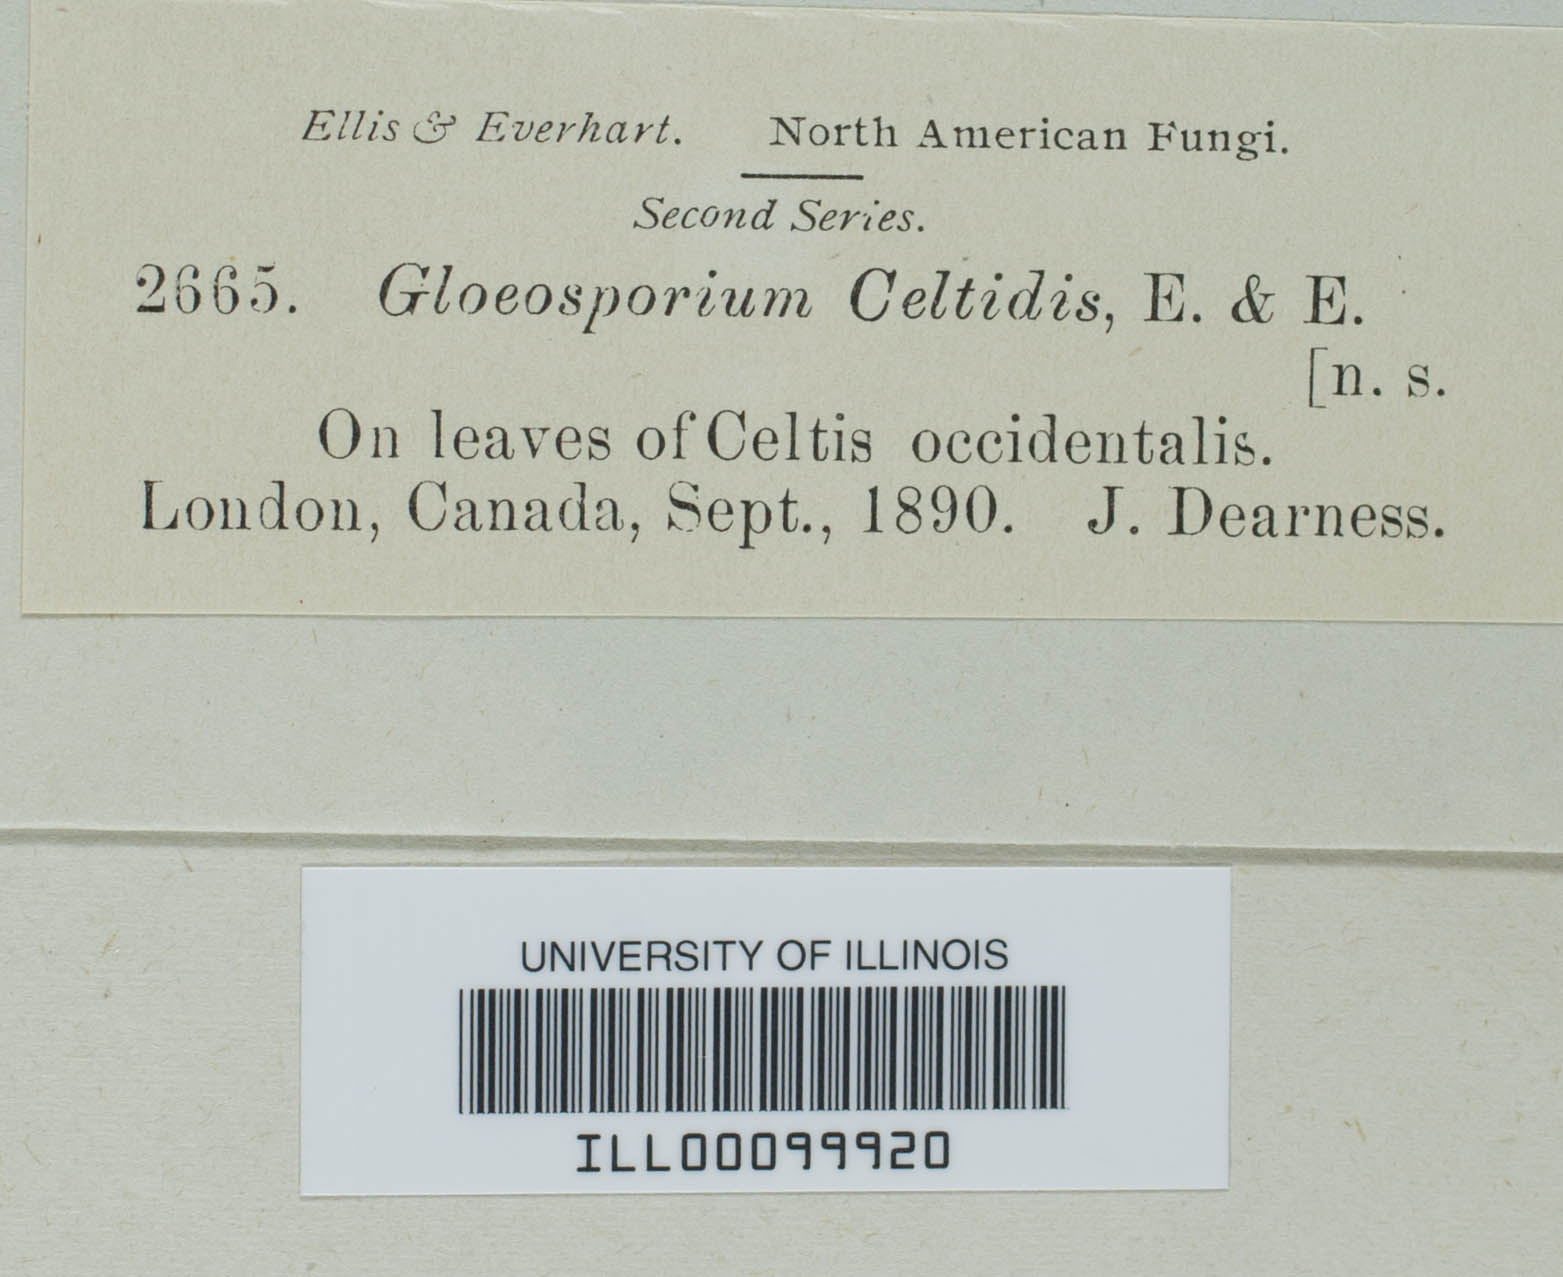 Ellis & Everhart. North American Fungi.
Second Series.
2665. Gloeosporium Celtidis, E. & E.
[n. s.
On leaves of Celtis occidentalis.
London, Canada, Sept., 1890. J. Dearness.
UNIVERSITY OF ILLINOIS
ILL00099920